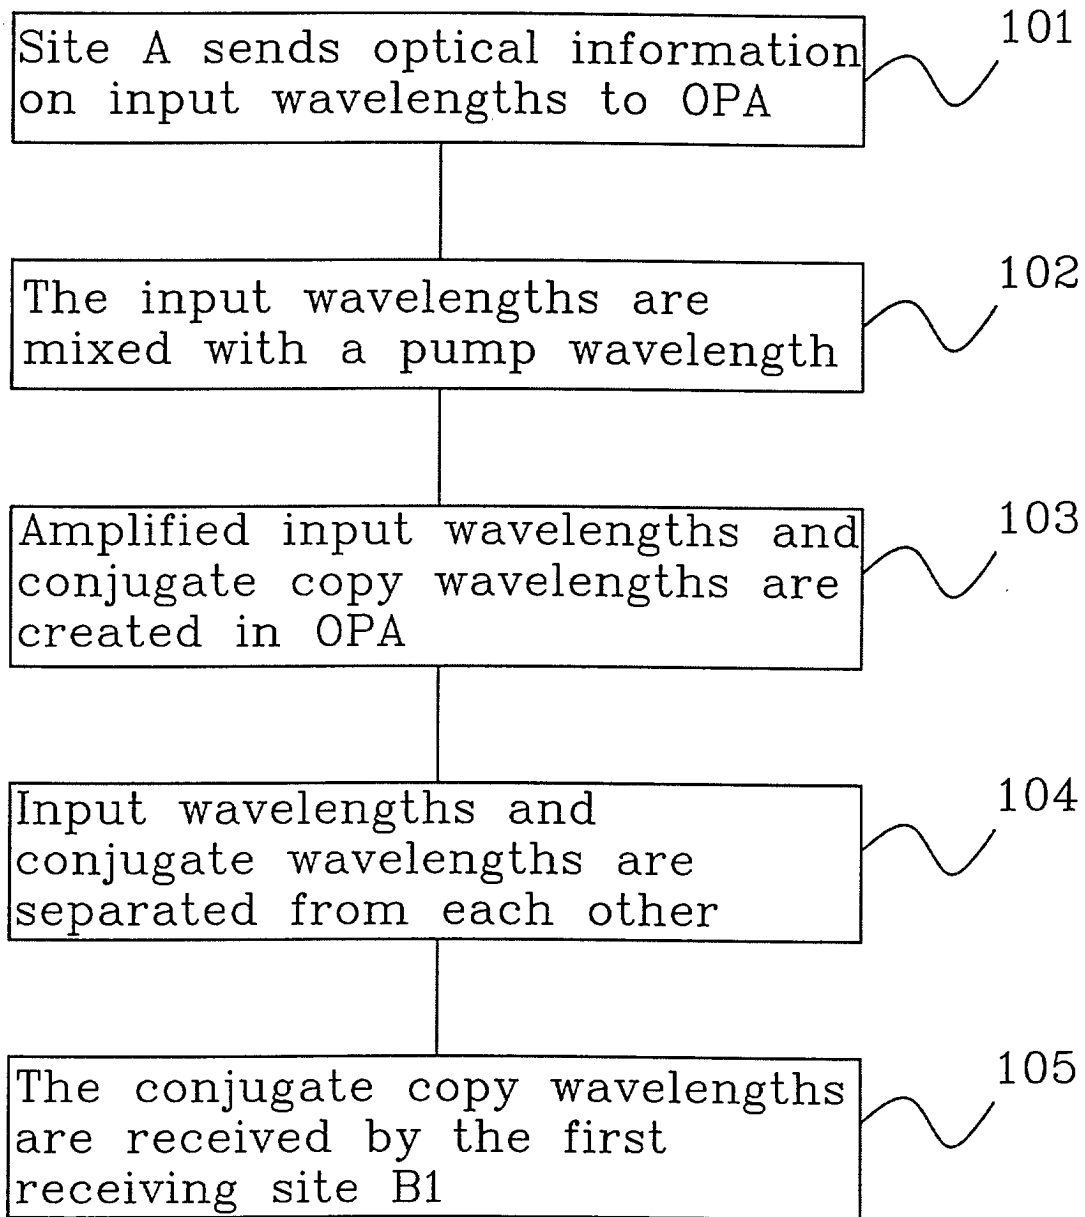 101
Site A sends optical information
on input wavelengths to OPA
102
The input wavelengths are
mixed with a pump wavelength
103
Amplified input wavelengths and
conjugate copy wavelengths are
created in OPA
104
Input wavelengths and
conjugate wavelengths are
separated from each other
105
The conjugate copy wavelengths
are received by the first
receiving site B1